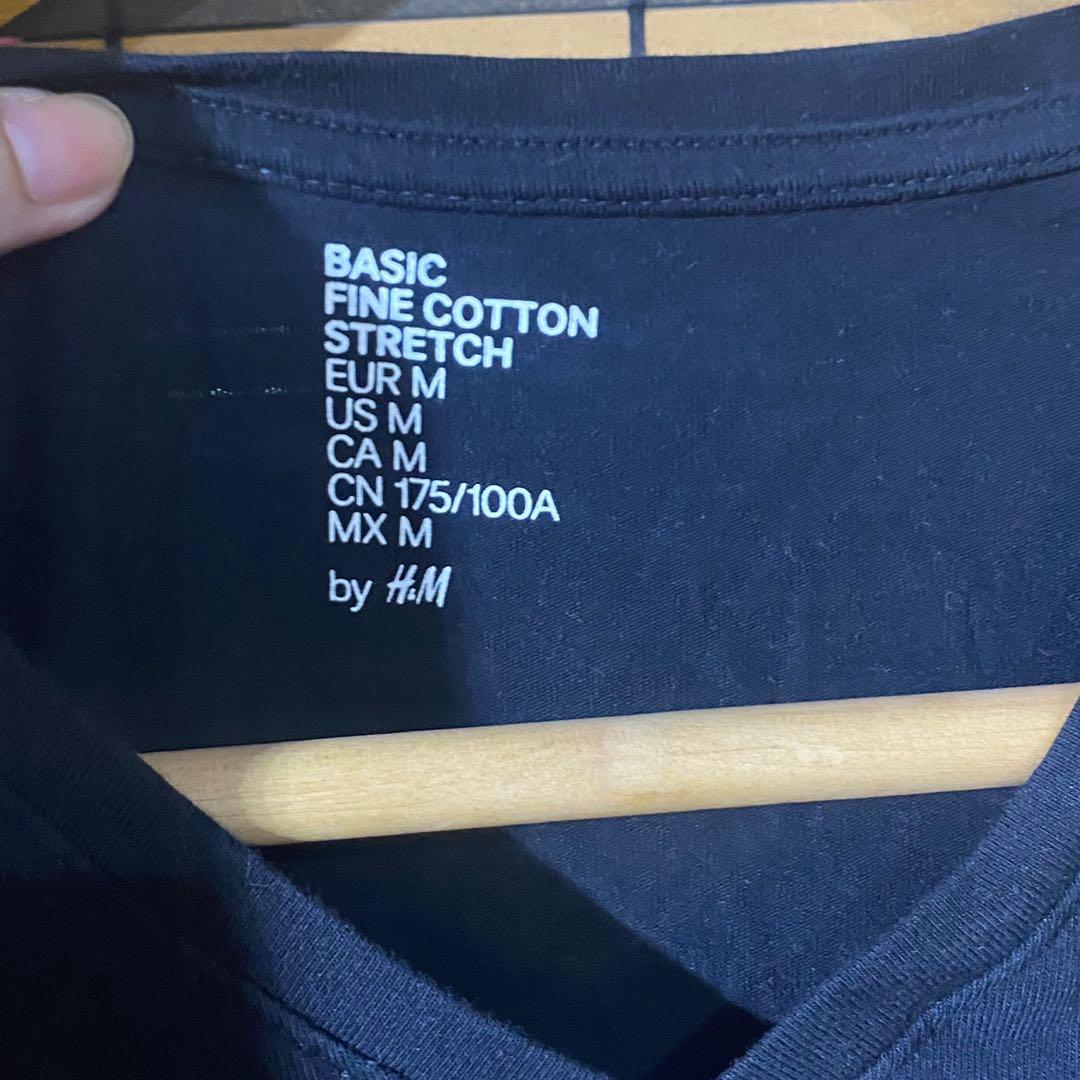 BASIC
FINE COTTON
STRETCH
EUR M
US M
CA M
CN 175/100A
MX M
by H&M